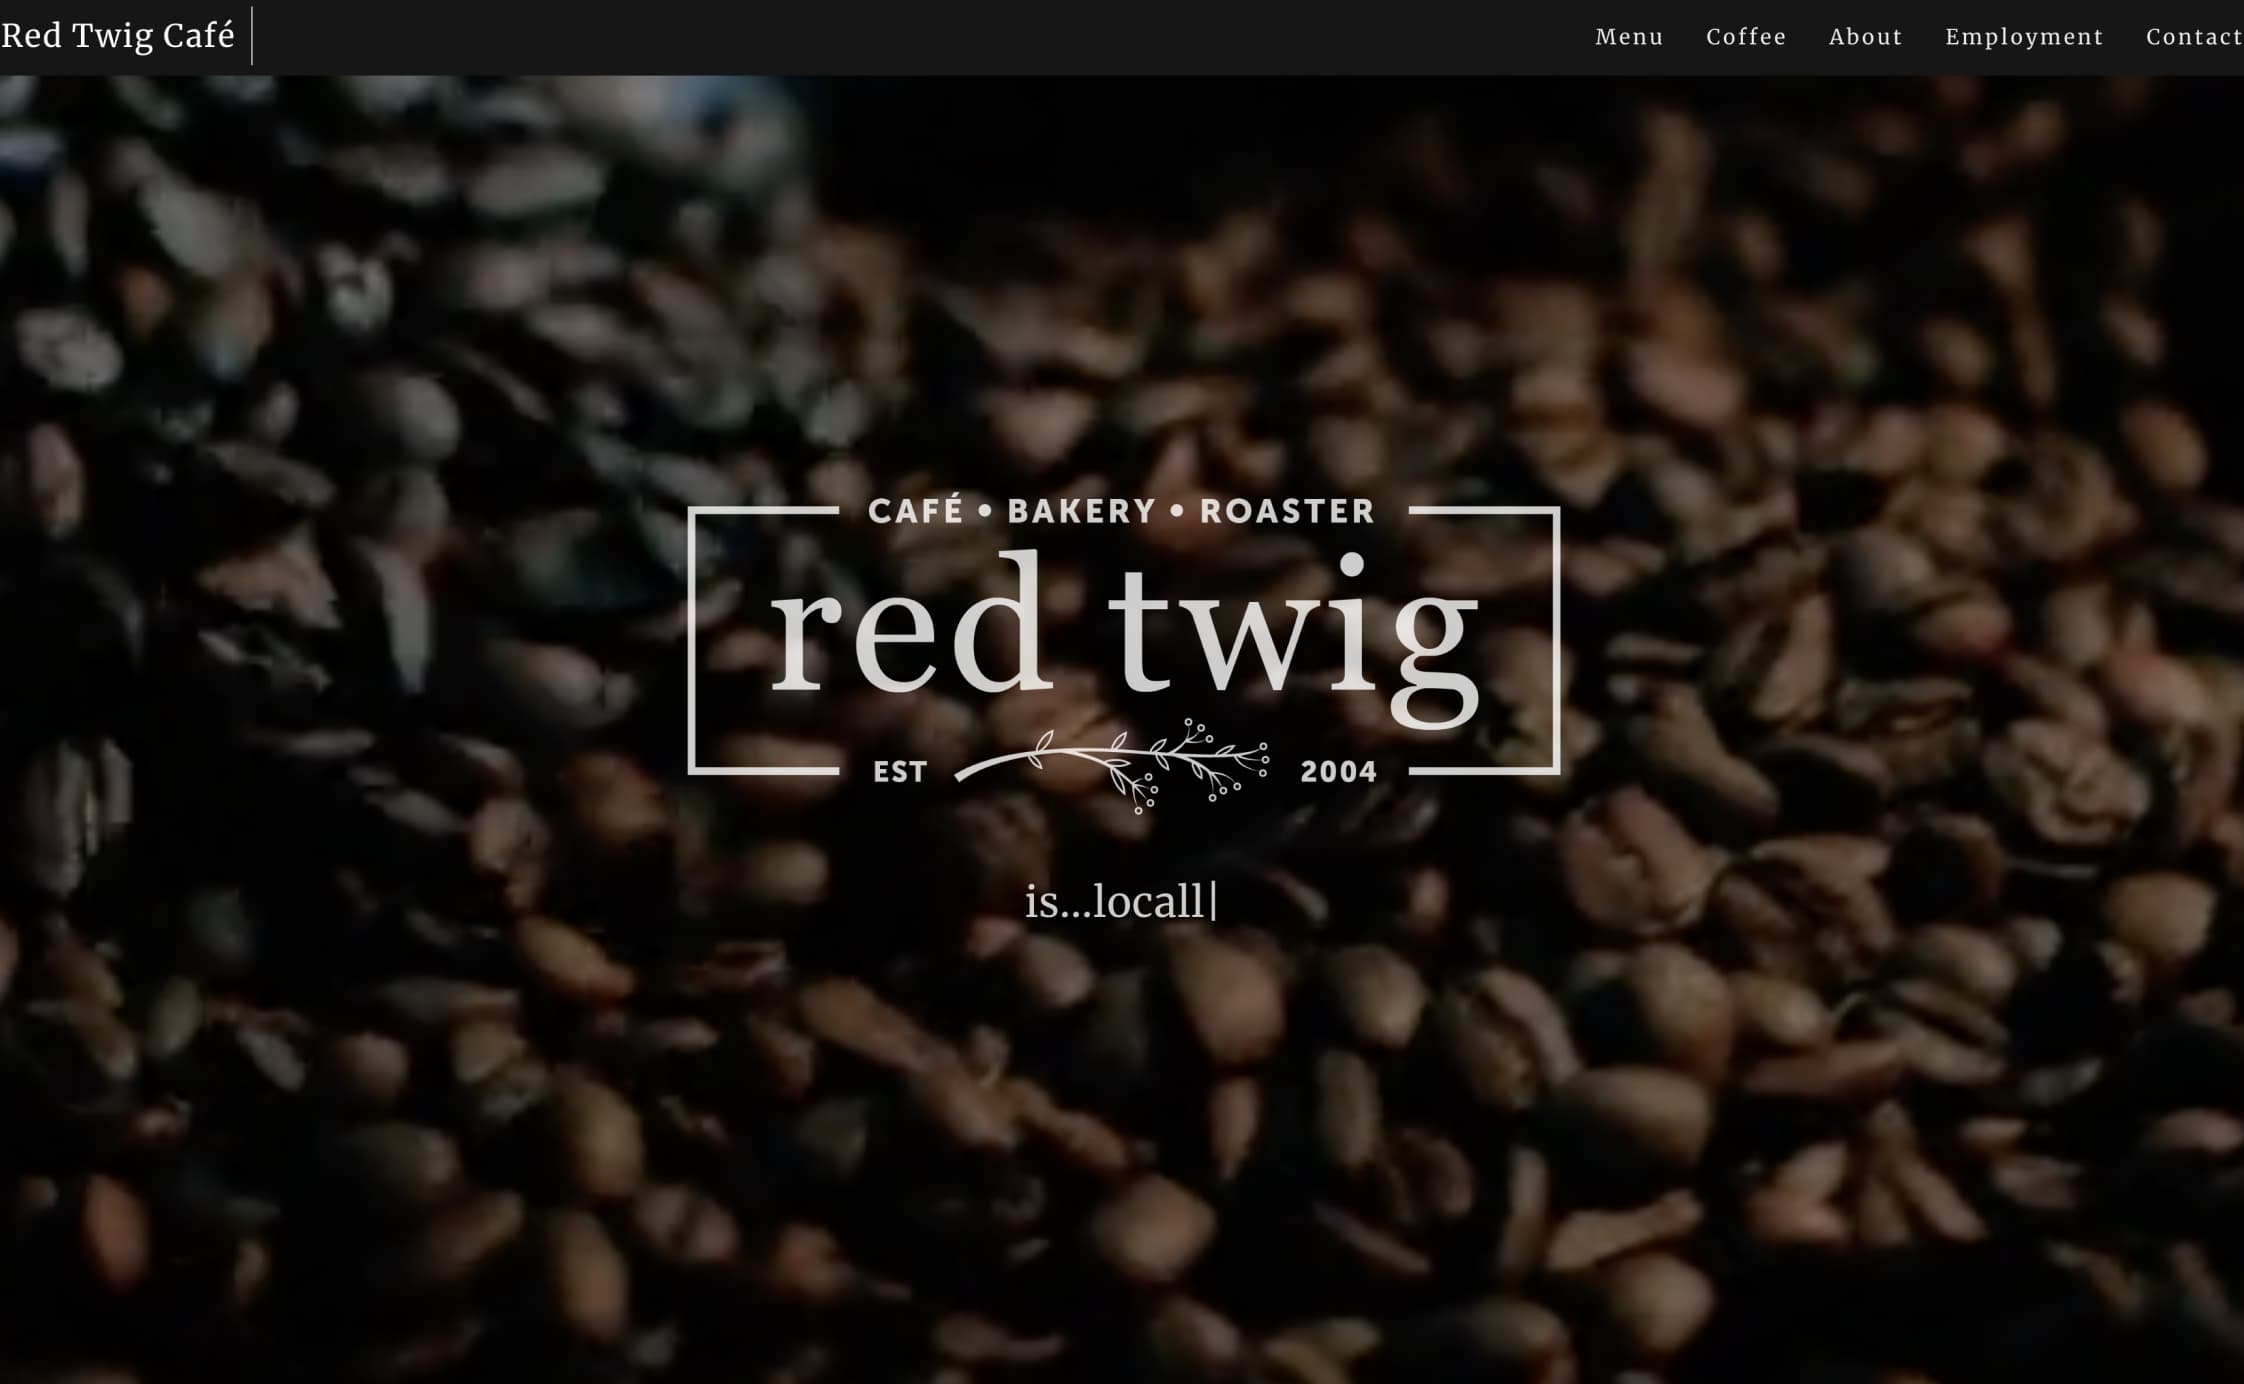 Red Twig Café
Menu Coffee About Employment Contact
CAFÉ • BAKERY • ROASTER
red twig
EST 2004
is...locall|